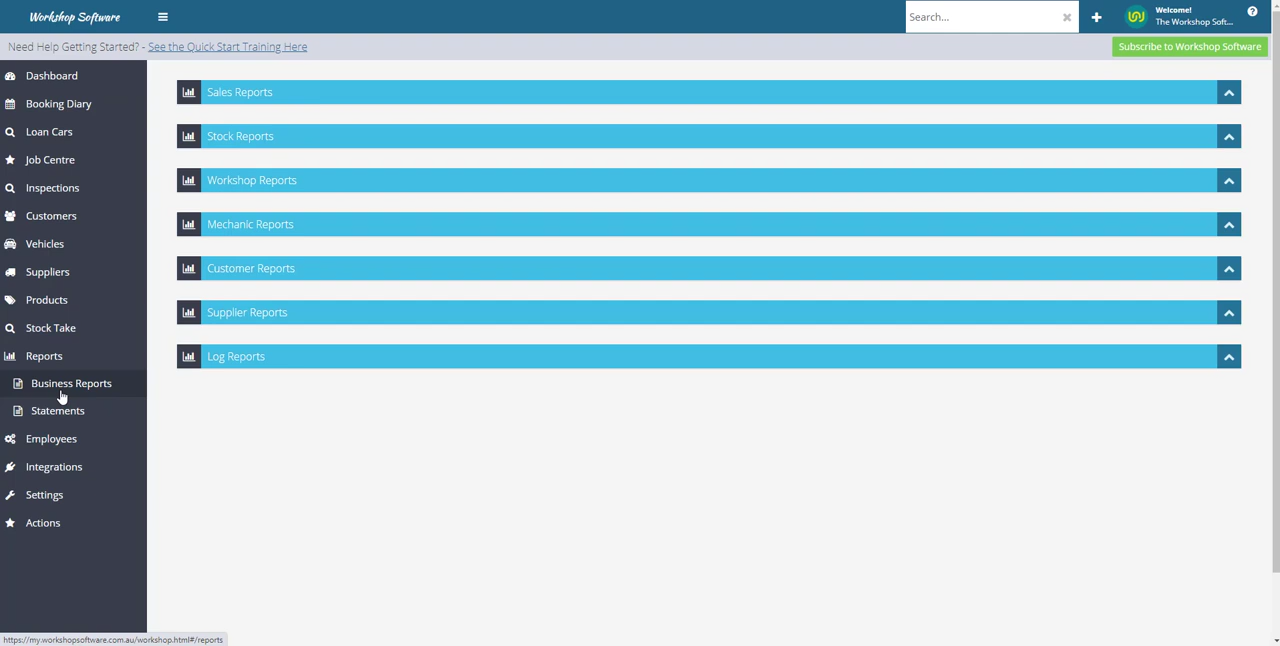 Workshop Software
Search...
Welcome!
The Workshop Soft...
Need Help Getting Started? - See the Quick Start Training Here
Subscribe to Workshop Software
Dashboard
Booking Diary
Loan Cars
Job Centre
Inspections
Customers
Vehicles
Suppliers
Products
Stock Take
Reports
Business Reports
Statements
Employees
Integrations
Settings
Actions
Sales Reports
Stock Reports
Workshop Reports
Mechanic Reports
Customer Reports
Supplier Reports
Log Reports
https://my.workshopsoftware.com.au/workshop.html#/reports